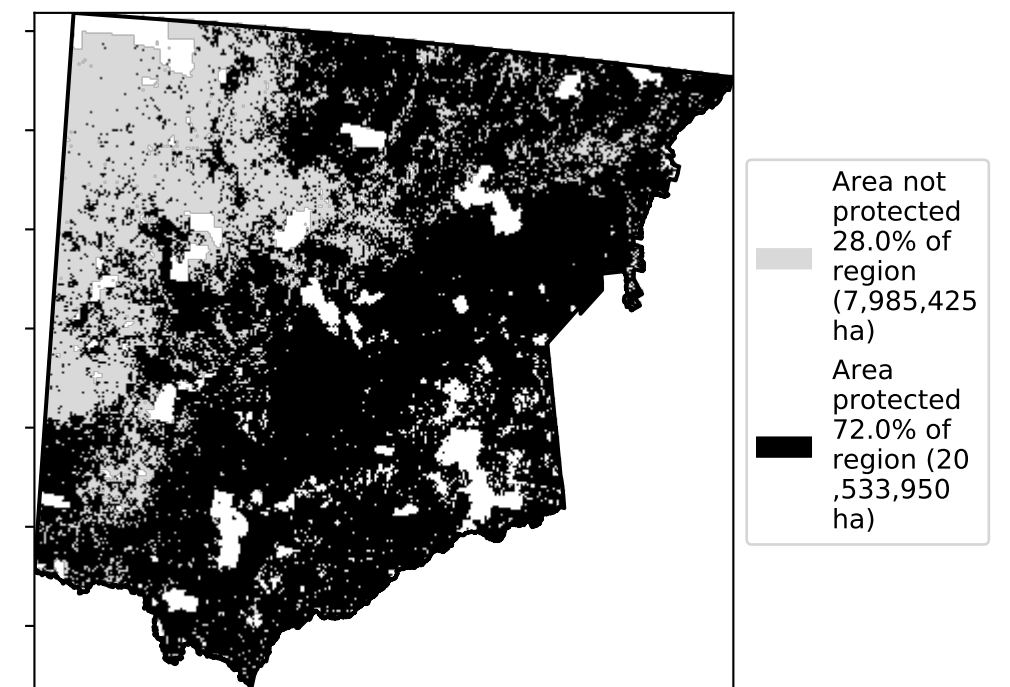 Area not
protected
28.0% of
region
(7,985,425
ha)
Area
protected
72.0% of
region (20
,533,950
ha)